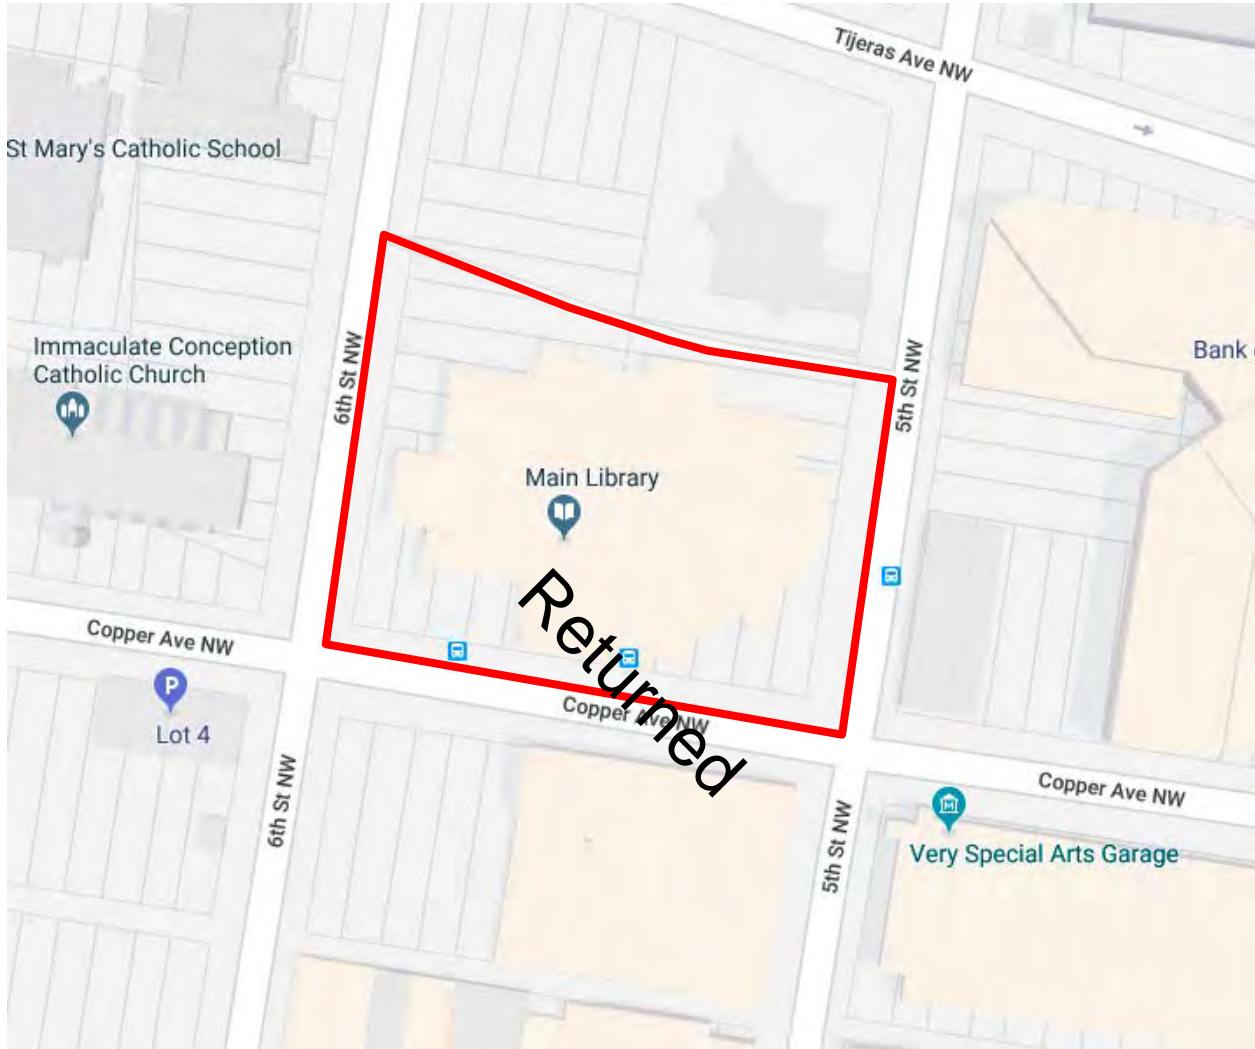 Tijeras Ave NW
St Mary's Catholic School
Immaculate Conception
Catholic Church
6th St NW
5th St NW
Bank
Main Library
Returned
Copper Ave NW
Copper Ave NW
P
Lot 4
Copper Ave NW
6th St NW
5th St NW
M
Very Special Arts Garage